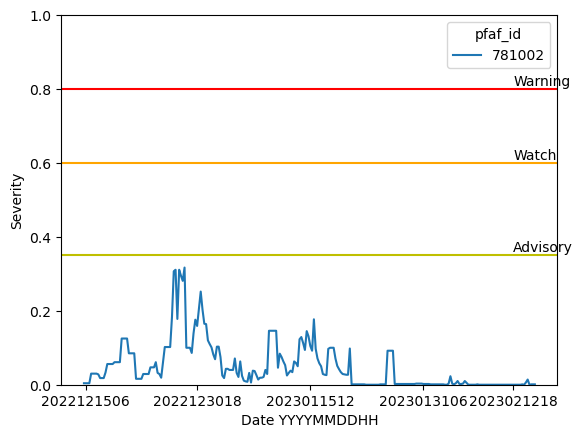 pfaf_id
781002
1.0
0.8
0.6
0.4
0.2
0.0
Severity
Warning
Watch
Advisory
2022121506
2022123018
2023011512
2023013106
2023021218
Date YYYYMMDDHH